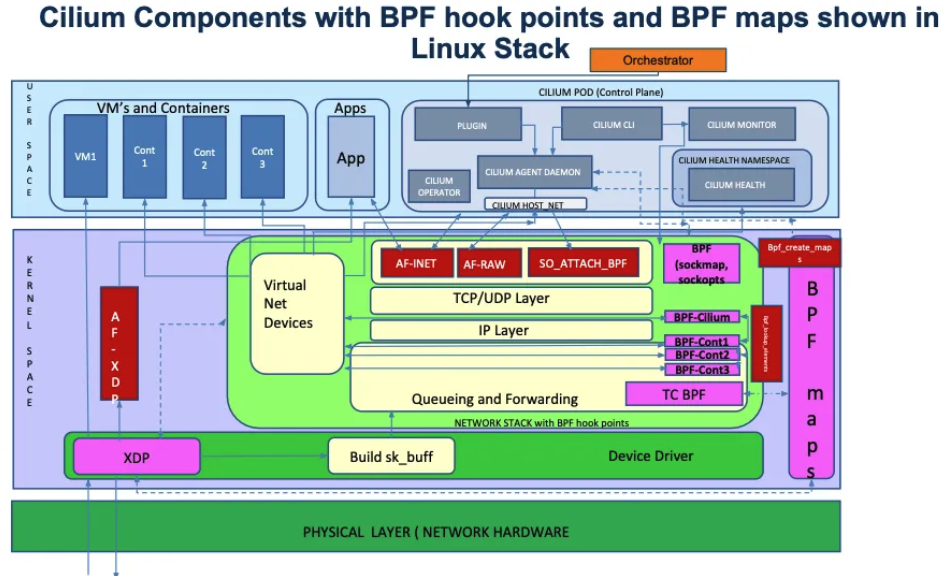 Cilium Components with BPF hook points and BPF maps shown in
Linux Stack
Orchestrator
USER SPACE
VM's and Containers
VM1
Cont
1
Cont
2
Cont
3
Apps
App
CILIUM POD (Control Plane)
PLUGIN
CILIUM CLI
CILIUM MONITOR
CILIUM AGENT DAEMON
CILIUM
OPERATOR
CILIUM HOST_NET
CILIUM HEALTH NAMESPACE
CILIUM HEALTH
KERNEL SPACE
AF-XDP
Virtual
Net
Devices
AF-INET
AF-RAW
SO_ATTACH_BPF
TCP/UDP Layer
IP Layer
Queueing and Forwarding
BPF
(sockmap,
sockopts
BPF-Cilium
BPF-Cont1
BPF-Cont2
BPF-Cont3
TC BPF
NETWORK STACK with BPF hook points
Bpf_create_map
s
Bpf_lookup_elements
BPF maps
XDP
Build sk_buff
Device Driver
PHYSICAL LAYER ( NETWORK HARDWARE